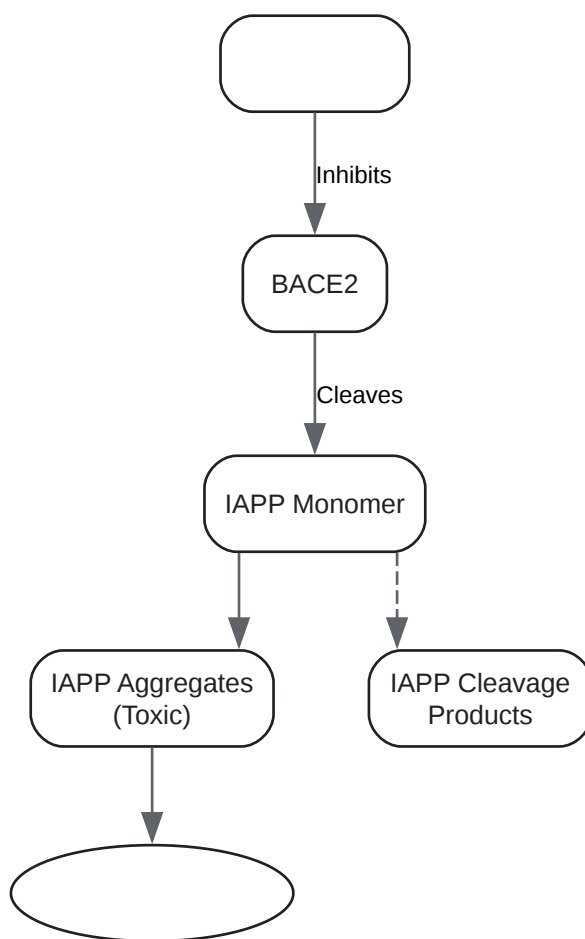 Inhibits
BACE2
Cleaves
IAPP Monomer
IAPP Aggregates
(Toxic)
IAPP Cleavage
Products